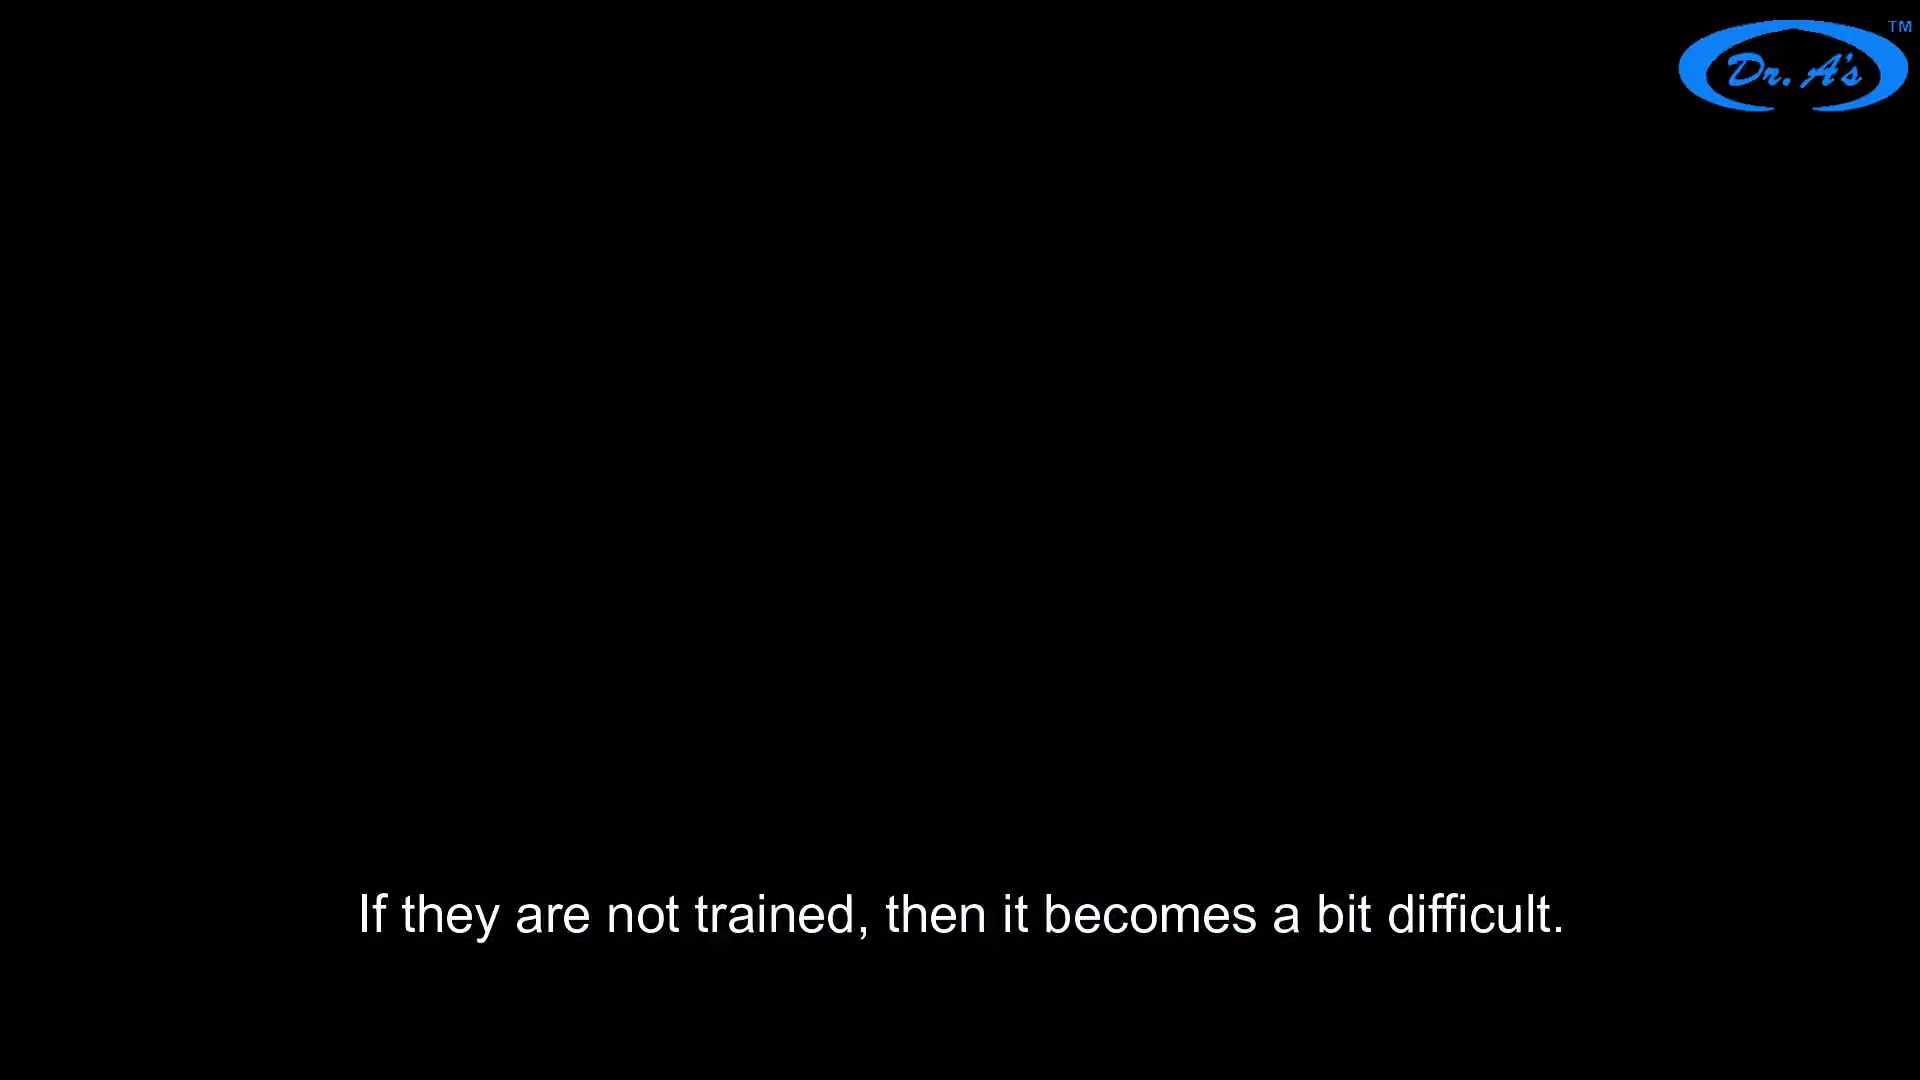 TM
Dr. A's
If they are not trained, then it becomes a bit difficult.